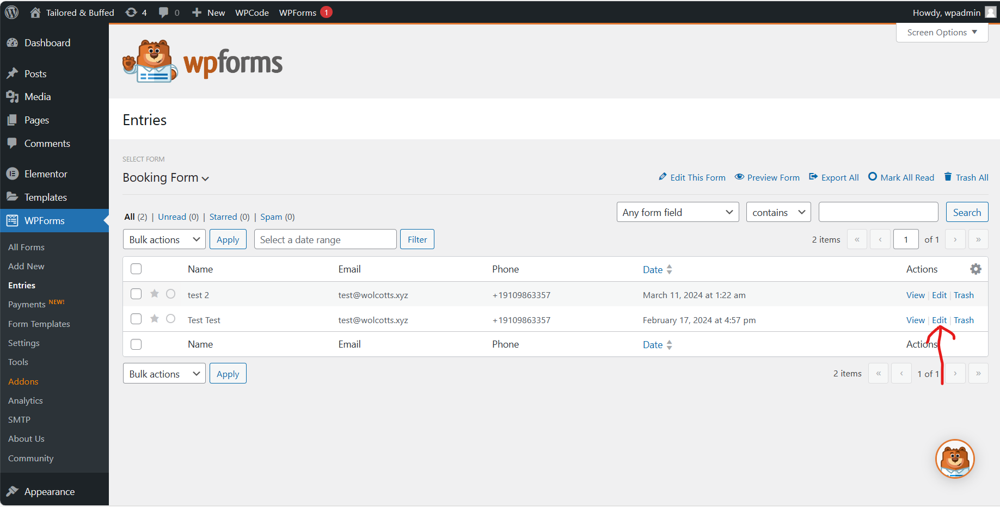 Tailored & Buffed 4 0 New WPCode WPForms 1 Howdy, wpadmin
Screen Options
Dashboard
Posts
Media
Pages
Comments
Elementor
Templates
WPForms
All Forms
Add New
Entries
Payments NEW!
Form Templates
Settings
Tools
Addons
Analytics
SMTP
About Us
Community
Appearance
wpforms
Entries
SELECT FORM
Booking Form
Edit This Form Preview Form Export All Mark All Read Trash All
All (2) | Unread (0) | Starred (0) | Spam (0)
Any form field contains Search
Bulk actions Apply Select a date range Filter
2 items « ‹ 1 of 1 › »
Name Email Phone Date Actions
test 2 test@wolcotts.xyz +19109863357 March 11, 2024 at 1:22 am View | Edit | Trash
Test Test test@wolcotts.xyz +19109863357 February 17, 2024 at 4:57 pm View | Edit | Trash
Name Email Phone Date Actions
Bulk actions Apply
2 items « ‹ 1 of 1 › »